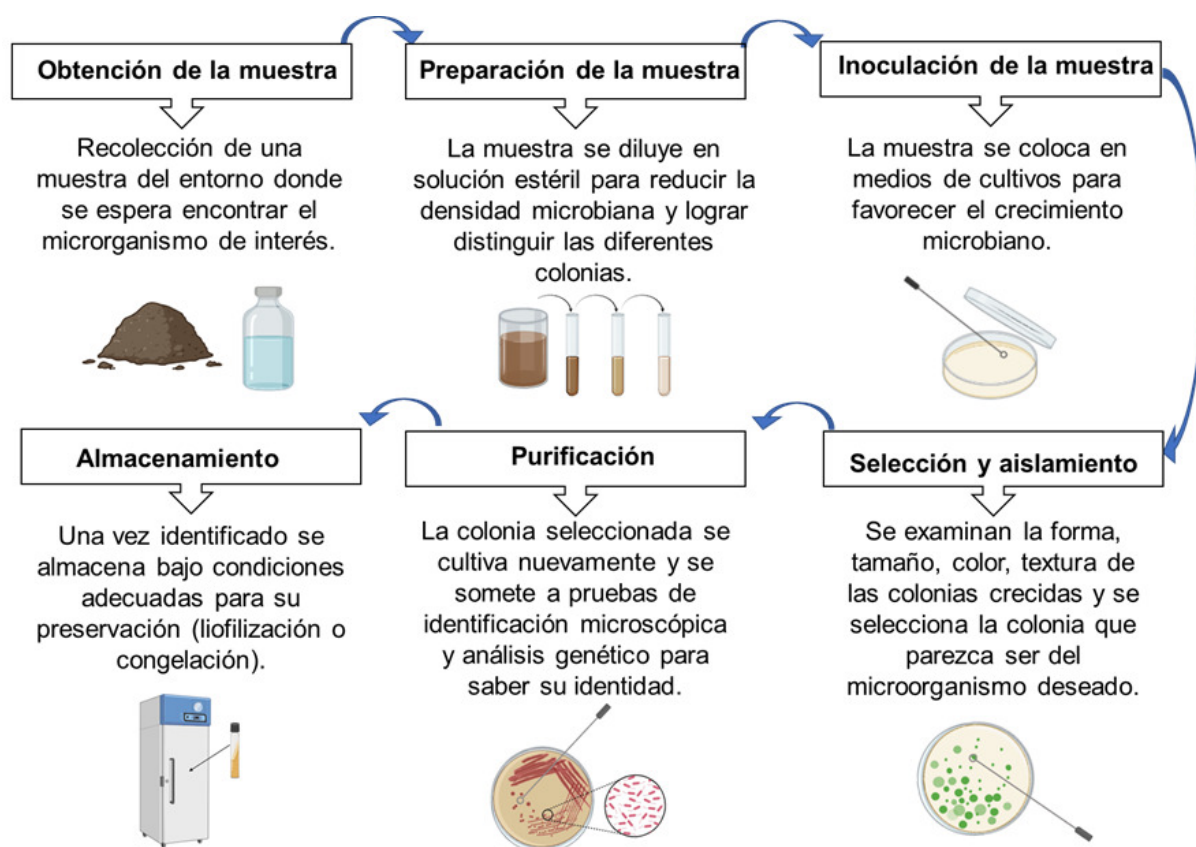 Obtención de la muestra
Recolección de una
muestra del entorno donde
se espera encontrar el
microrganismo de interés.
Preparación de la muestra
La muestra se diluye en
solución estéril para reducir la
densidad microbiana y lograr
distinguir las diferentes
colonias.
Inoculación de la muestra
La muestra se coloca en
medios de cultivos para
favorecer el crecimiento
microbiano.
Selección y aislamiento
Se examinan la forma,
tamaño, color, textura de
las colonias crecidas y se
selecciona la colonia que
parezca ser del
microorganismo deseado.
Purificación
La colonia seleccionada se
cultiva nuevamente y se
somete a pruebas de
identificación microscópica
y análisis genético para
saber su identidad.
Almacenamiento
Una vez identificado se
almacena bajo condiciones
adecuadas para su
preservación (liofilización o
congelación).